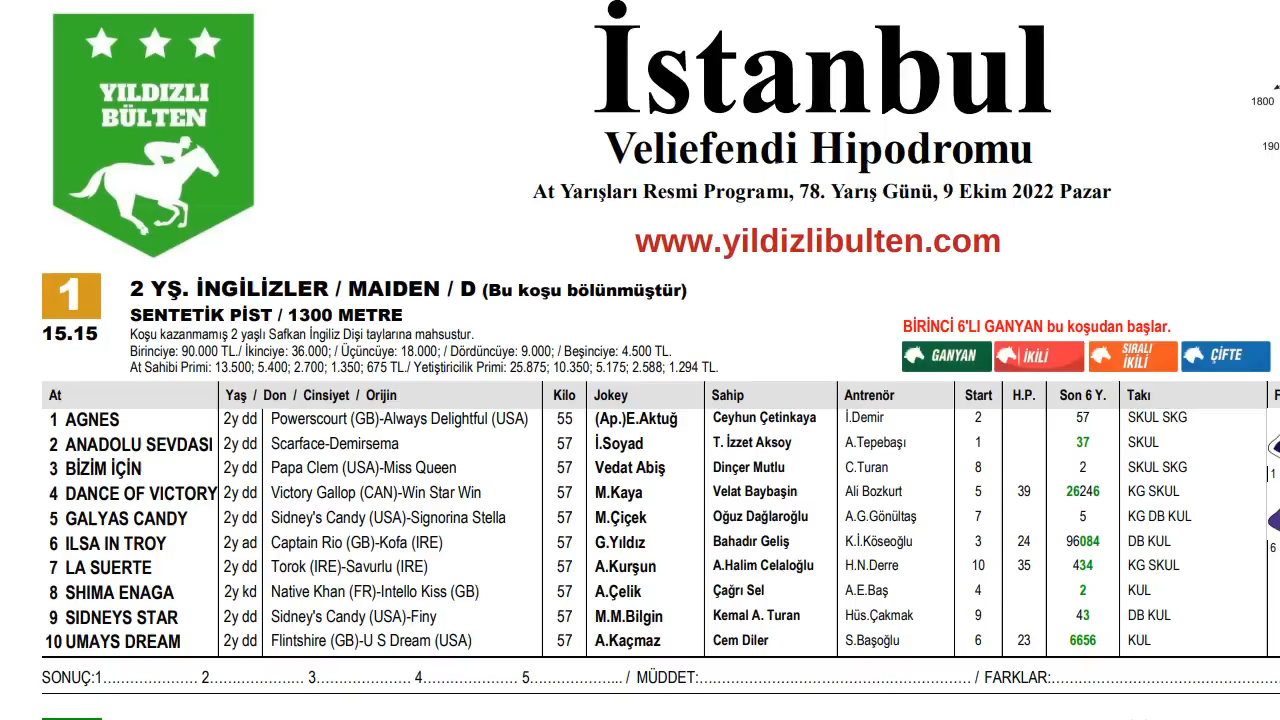 YILDIZLI
BÜLTEN
İstanbul
Veliefendi Hipodromu
At Yarışları Resmi Programı, 78. Yarış Günü, 9 Ekim 2022 Pazar
www.yildizlibulten.com
1800
190
1
15.15
2 YŞ. İNGİLİZLER / MAIDEN / D (Bu koşu bölünmüştür)
SENTETİK PİST / 1300 METRE
Koşu kazanmamış 2 yaşlı Safkan İngiliz Dişi taylarına mahsustur.
Birinciye: 90.000 TL./ İkinciye: 36.000; / Üçüncüye: 18.000; / Dördüncüye: 9.000; / Beşinciye: 4.500 TL.
At Sahibi Primi: 13.500; 5.400; 2.700; 1.350; 675 TL./ Yetiştiricilik Primi: 25.875; 10.350; 5.175; 2.588; 1.294 TL.
BİRİNCİ 6'LI GANYAN bu koşudan başlar.
GANYAN İKİLİ SIRALI İKİLİ ÇİFTE
At Yaş / Don / Cinsiyet / Orijin Kilo Jokey Sahip Antrenör Start H.P. Son 6 Y. Takı F
1 AGNES 2y dd Powerscourt (GB)-Always Delightful (USA) 55 (Ap.)E.Aktuğ Ceyhun Çetinkaya İ.Demir 2 57 SKUL SKG
2 ANADOLU SEVDASI 2y dd Scarface-Demirsema 57 İ.Soyad T. İzzet Aksoy A.Tepebaşı 1 37 SKUL
3 BİZİM İÇİN 2y dd Papa Clem (USA)-Miss Queen 57 Vedat Abiş Dinçer Mutlu C.Turan 8 2 SKUL SKG
4 DANCE OF VICTORY 2y dd Victory Gallop (CAN)-Win Star Win 57 M.Kaya Velat Baybaşin Ali Bozkurt 5 39 26246 KG SKUL
5 GALYAS CANDY 2y dd Sidney's Candy (USA)-Signorina Stella 57 M.Çiçek Oğuz Dağlaroğlu A.G.Gönültaş 7 5 KG DB KUL
6 ILSA IN TROY 2y ad Captain Rio (GB)-Kofa (IRE) 57 G.Yıldız Bahadır Geliş K.İ.Köseoğlu 3 24 96084 DB KUL
7 LA SUERTE 2y dd Torok (IRE)-Savurlu (IRE) 57 A.Kurşun A.Halim Celaloğlu H.N.Derre 10 35 434 KG SKUL
8 SHIMA ENAGA 2y kd Native Khan (FR)-Intello Kiss (GB) 57 A.Çelik Çağrı Sel A.E.Baş 4 2 KUL
9 SIDNEYS STAR 2y dd Sidney's Candy (USA)-Finy 57 M.M.Bilgin Kemal A. Turan Hüs.Çakmak 9 43 DB KUL
10 UMAYS DREAM 2y dd Flintshire (GB)-U S Dream (USA) 57 A.Kaçmaz Cem Diler S.Başoğlu 6 23 6656 KUL
1
6
SONUÇ:1..................... 2..................... 3..................... 4..................... 5..................... / MÜDDET:............................................................ / FARKLAR:..................................................